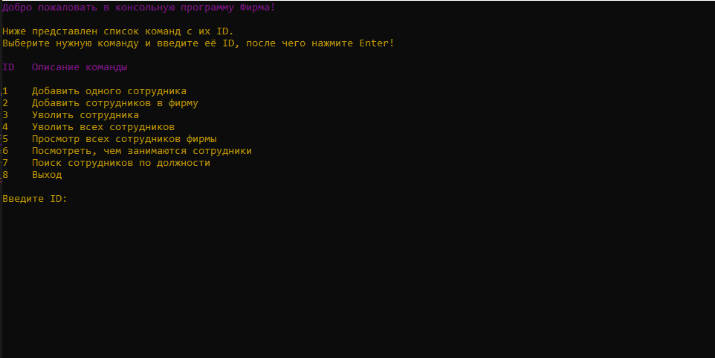 Добро пожаловать в консольную программу Фирма!
Ниже представлен список команд с их ID.
Выберите нужную команду и введите её ID, после чего нажмите Enter!
ID Описание команды
1 Добавить одного сотрудника
2 Добавить сотрудников в фирму
3 Уволить сотрудника
4 Уволить всех сотрудников
5 Просмотр всех сотрудников фирмы
6 Посмотреть, чем занимаются сотрудники
7 Поиск сотрудников по должности
8 Выход
Введите ID: